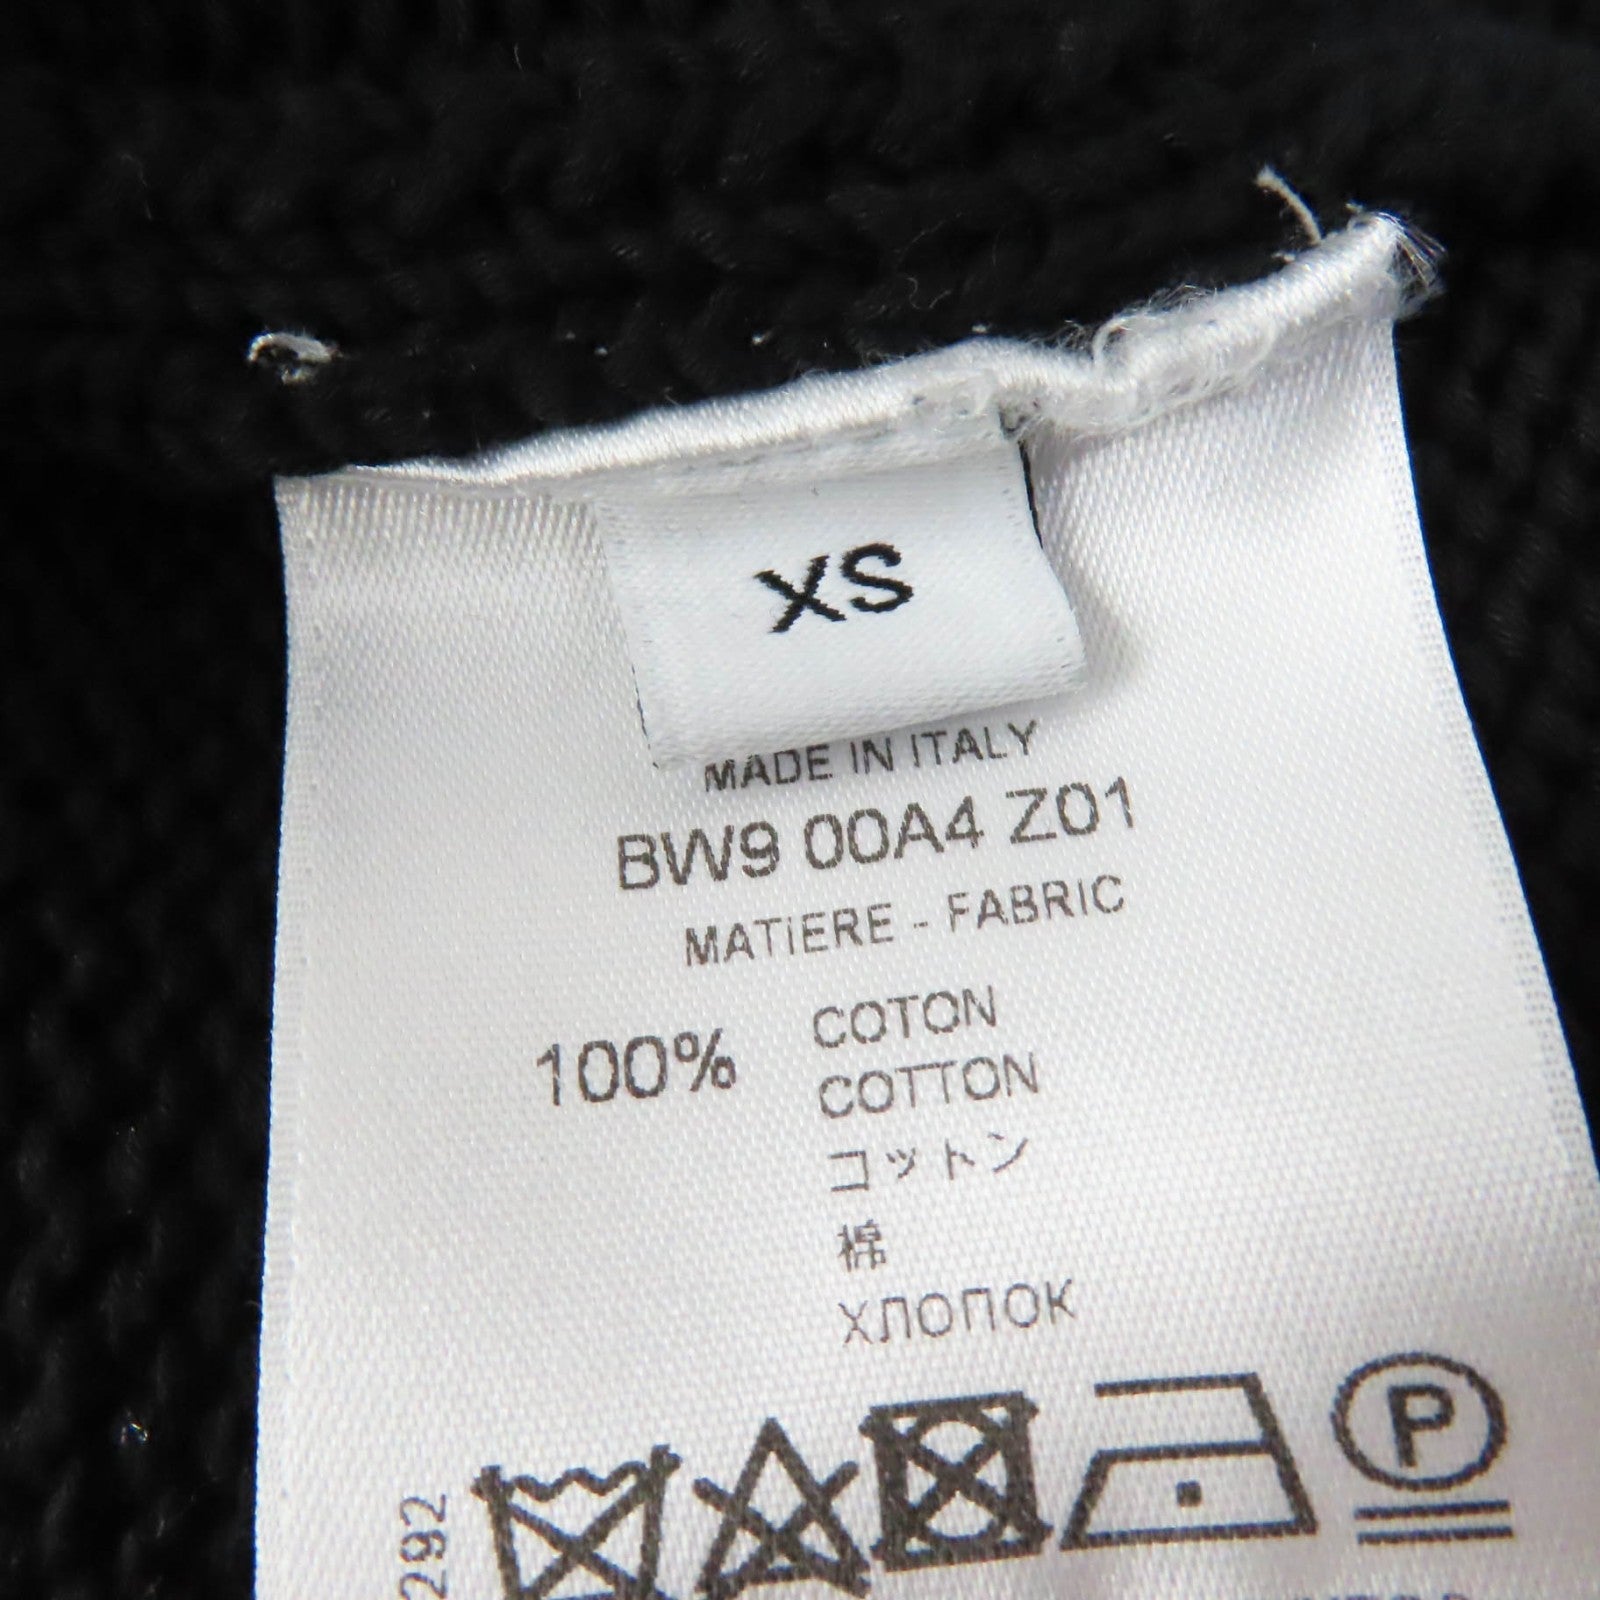 XS
MADE IN ITALY
BW9 00A4 Z01
MATIERE - FABRIC
100%
COTON
COTTON
コットン
棉
ХЛОПОК
P
292